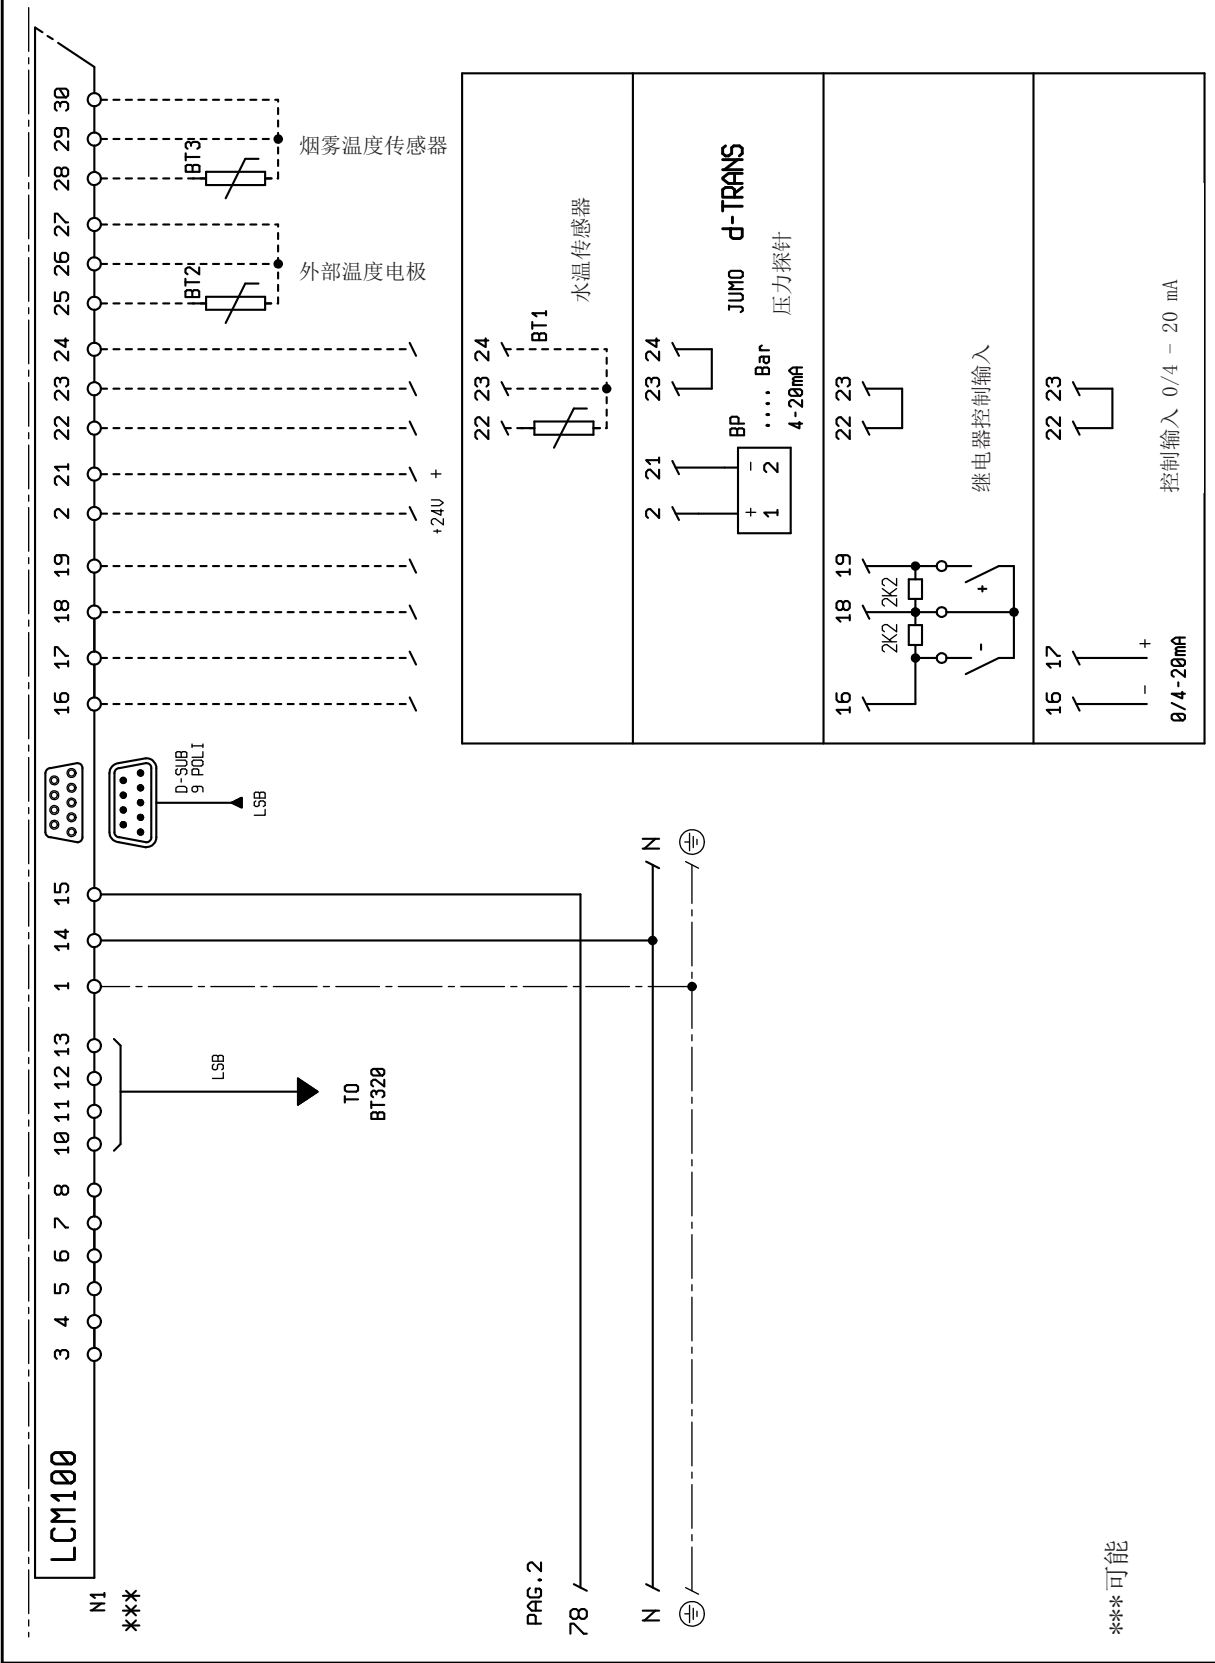 LCM100
3 4 5 6 7 8 10 11 12 13 1 14 15 16 17 18 19 2 21 22 23 24 25 26 27 28 29 30
N1
***
D-SUB
9 POLI
LSB
LSB
TO
BT320
+24V +
BT2
外部温度电极
BT3
烟雾温度传感器
PAG.2
78
N
N
22 23 24
BT1
水温传感器
2 21 23 24
+ -
1 2
BP
.... Bar
4-20mA
JUMO d-TRANS
压力探针
16 18 19 22 23
2K2 2K2
- +
继电器控制输入
16 17 22 23
- +
0/4-20mA
控制输入 0/4 - 20 mA
***可能